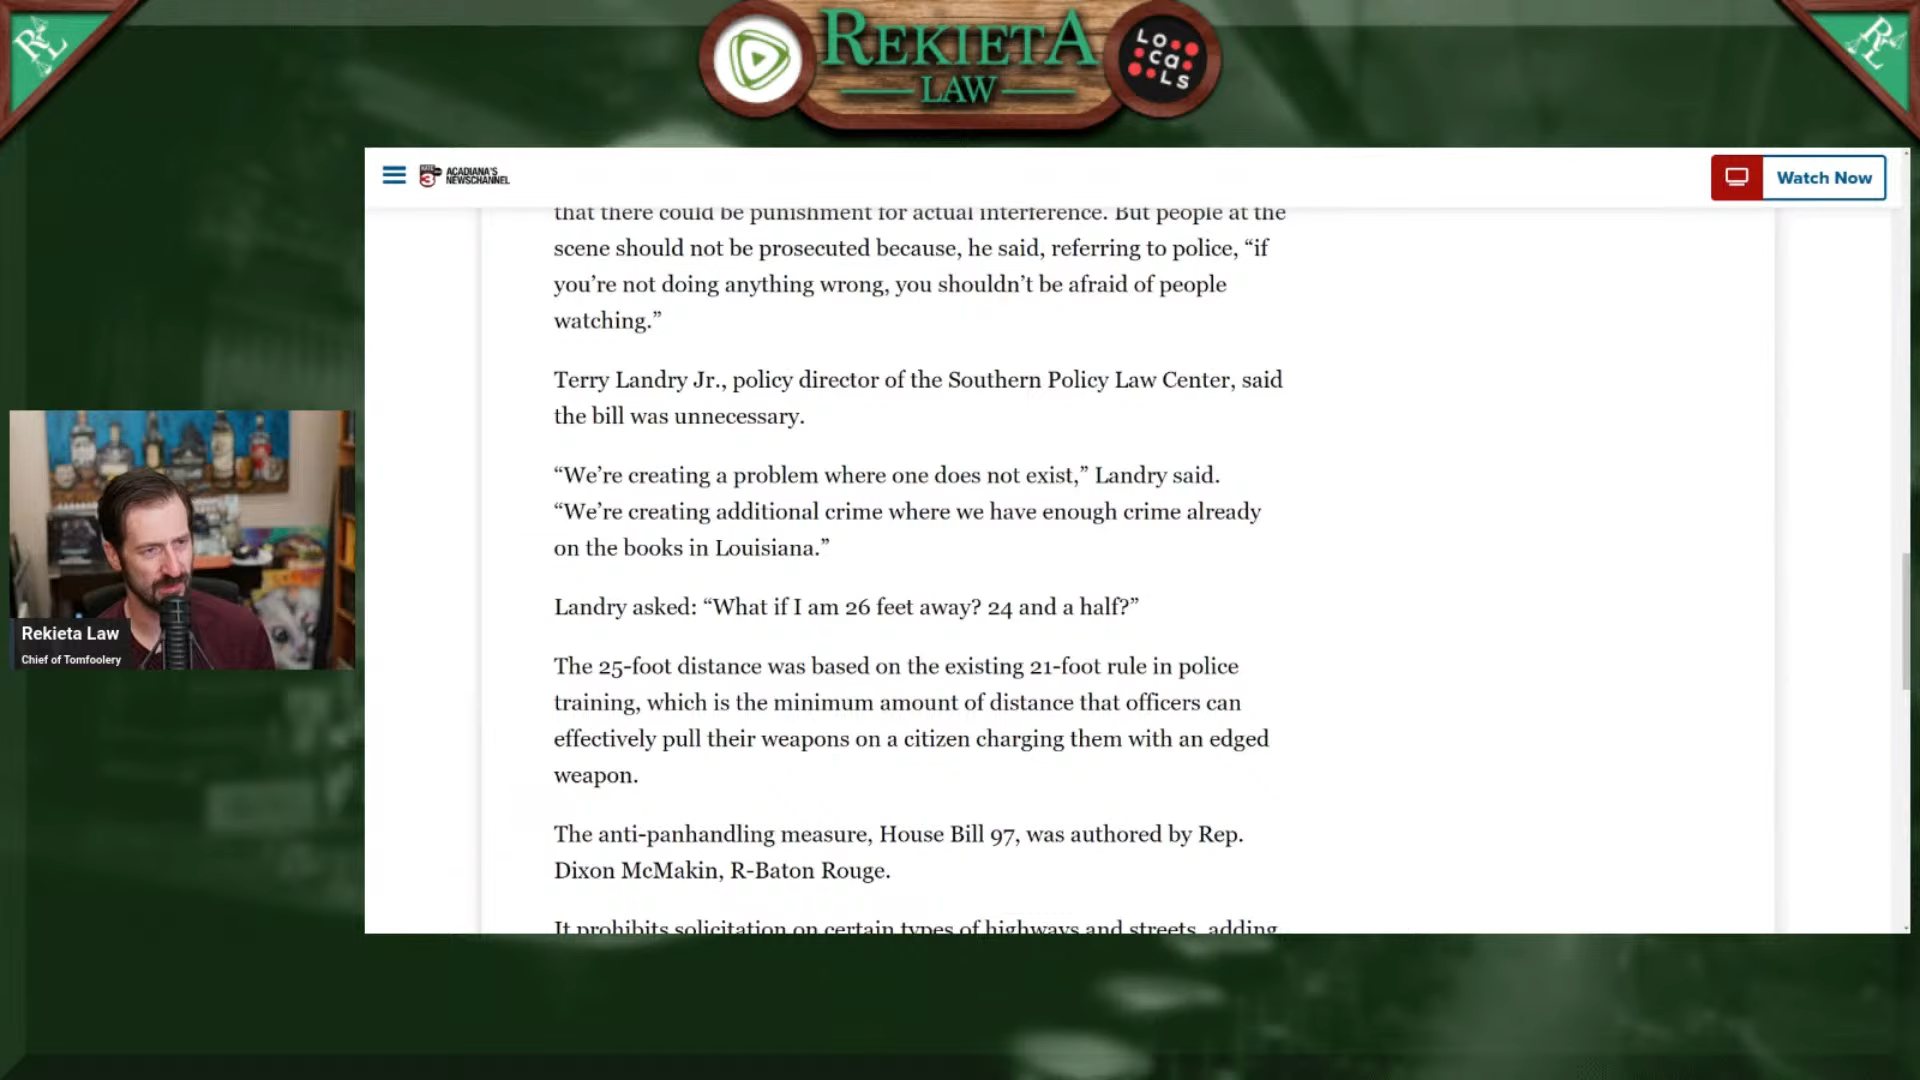 REKIETA
LAW
LOCALS
RL
RL
KATC 3 ACADIANA'S
NEWSCHANNEL
Watch Now
that there could be punishment for actual interference. But people at the
scene should not be prosecuted because, he said, referring to police, “if
you’re not doing anything wrong, you shouldn’t be afraid of people
watching.”
Terry Landry Jr., policy director of the Southern Policy Law Center, said
the bill was unnecessary.
“We’re creating a problem where one does not exist,” Landry said.
“We’re creating additional crime where we have enough crime already
on the books in Louisiana.”
Landry asked: “What if I am 26 feet away? 24 and a half?”
The 25-foot distance was based on the existing 21-foot rule in police
training, which is the minimum amount of distance that officers can
effectively pull their weapons on a citizen charging them with an edged
weapon.
The anti-panhandling measure, House Bill 97, was authored by Rep.
Dixon McMakin, R-Baton Rouge.
It prohibits solicitation on certain types of highways and streets, adding
Rekieta Law
Chief of Tomfoolery